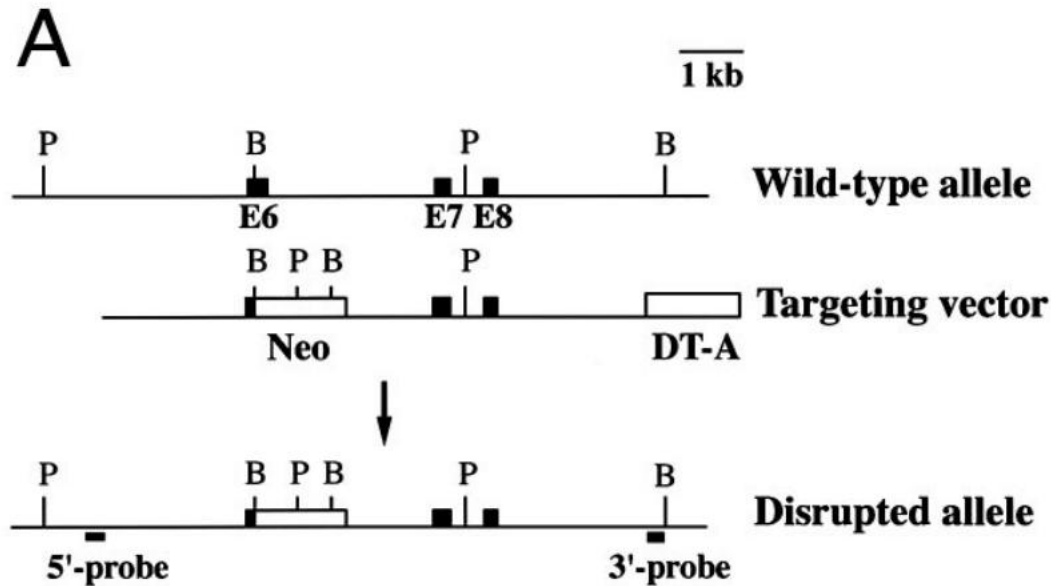 A
1 kb
P B P B
Wild-type allele
E6 E7 E8
B P B P
Targeting vector
Neo DT-A
P B P B P B
Disrupted allele
5'-probe 3'-probe